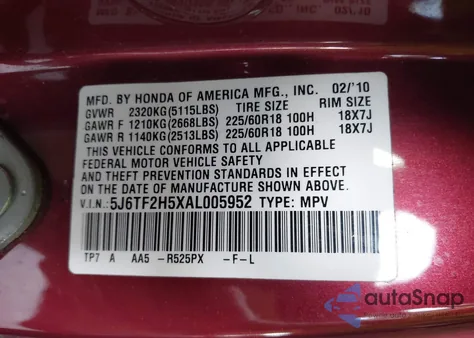 MFD. BY HONDA OF AMERICA MFG., INC. 02/'10
GVWR 2320KG(5115LBS) TIRE SIZE RIM SIZE
GAWR F 1210KG(2668LBS) 225/60R18 100H 18X7J
GAWR R 1140KG(2513LBS) 225/60R18 100H 18X7J
THIS VEHICLE CONFORMS TO ALL APPLICABLE
FEDERAL MOTOR VEHICLE SAFETY
AND THEFT PREVENTION STANDARDS IN EFFECT
ON DATE OF MANUFACTURE SHOWN ABOVE.
V.I.N.: 5J6TF2H5XAL005952 TYPE: MPV
TP7 A AA5 -R525PX -F-L
autoSnap